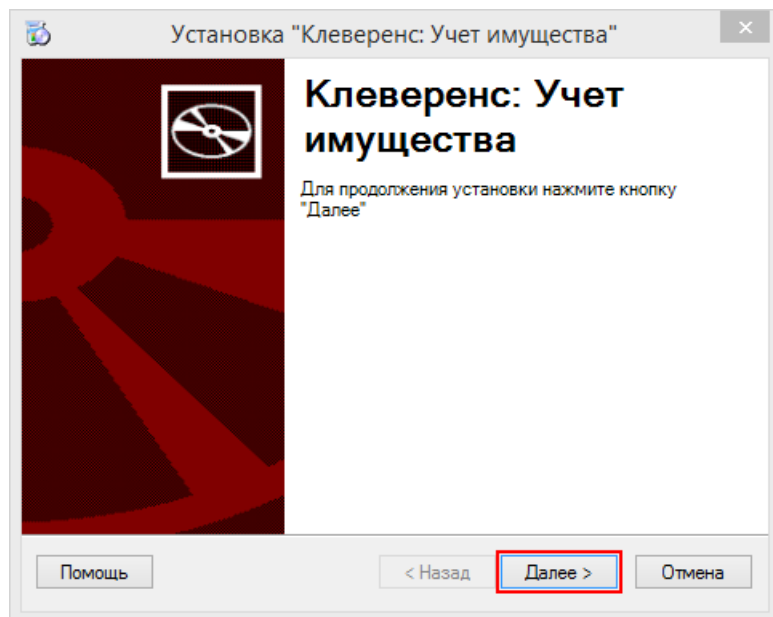 Установка "Клеверенс: Учет имущества"
Клеверенс: Учет
имущества
Для продолжения установки нажмите кнопку
"Далее"
Помощь
< Назад
Далее >
Отмена